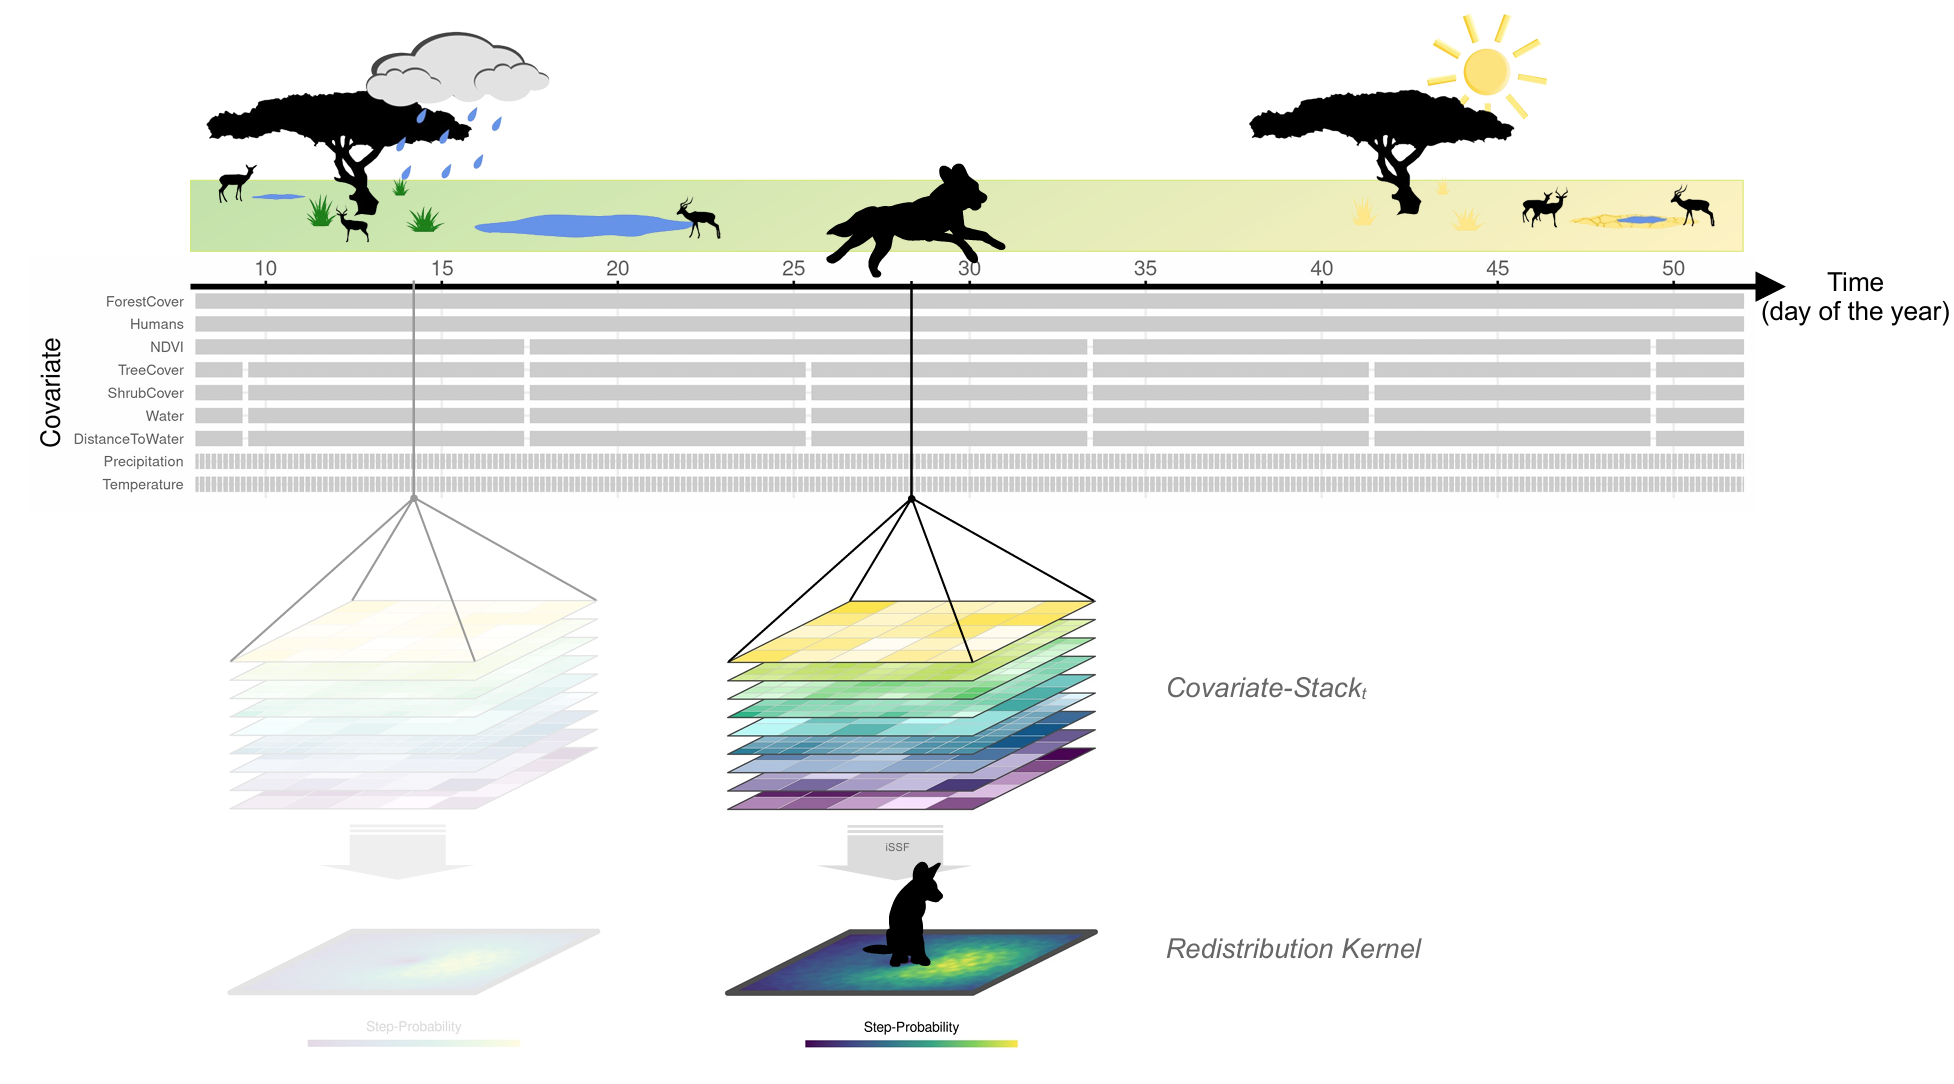 10 15 20 25 30 35 40 45 50
Time
(day of the year)
Covariate
ForestCover
Humans
NDVI
TreeCover
ShrubCover
Water
DistanceToWater
Precipitation
Temperature
Covariate-Stackt
iSSF
Redistribution Kernel
Step-Probability
Step-Probability